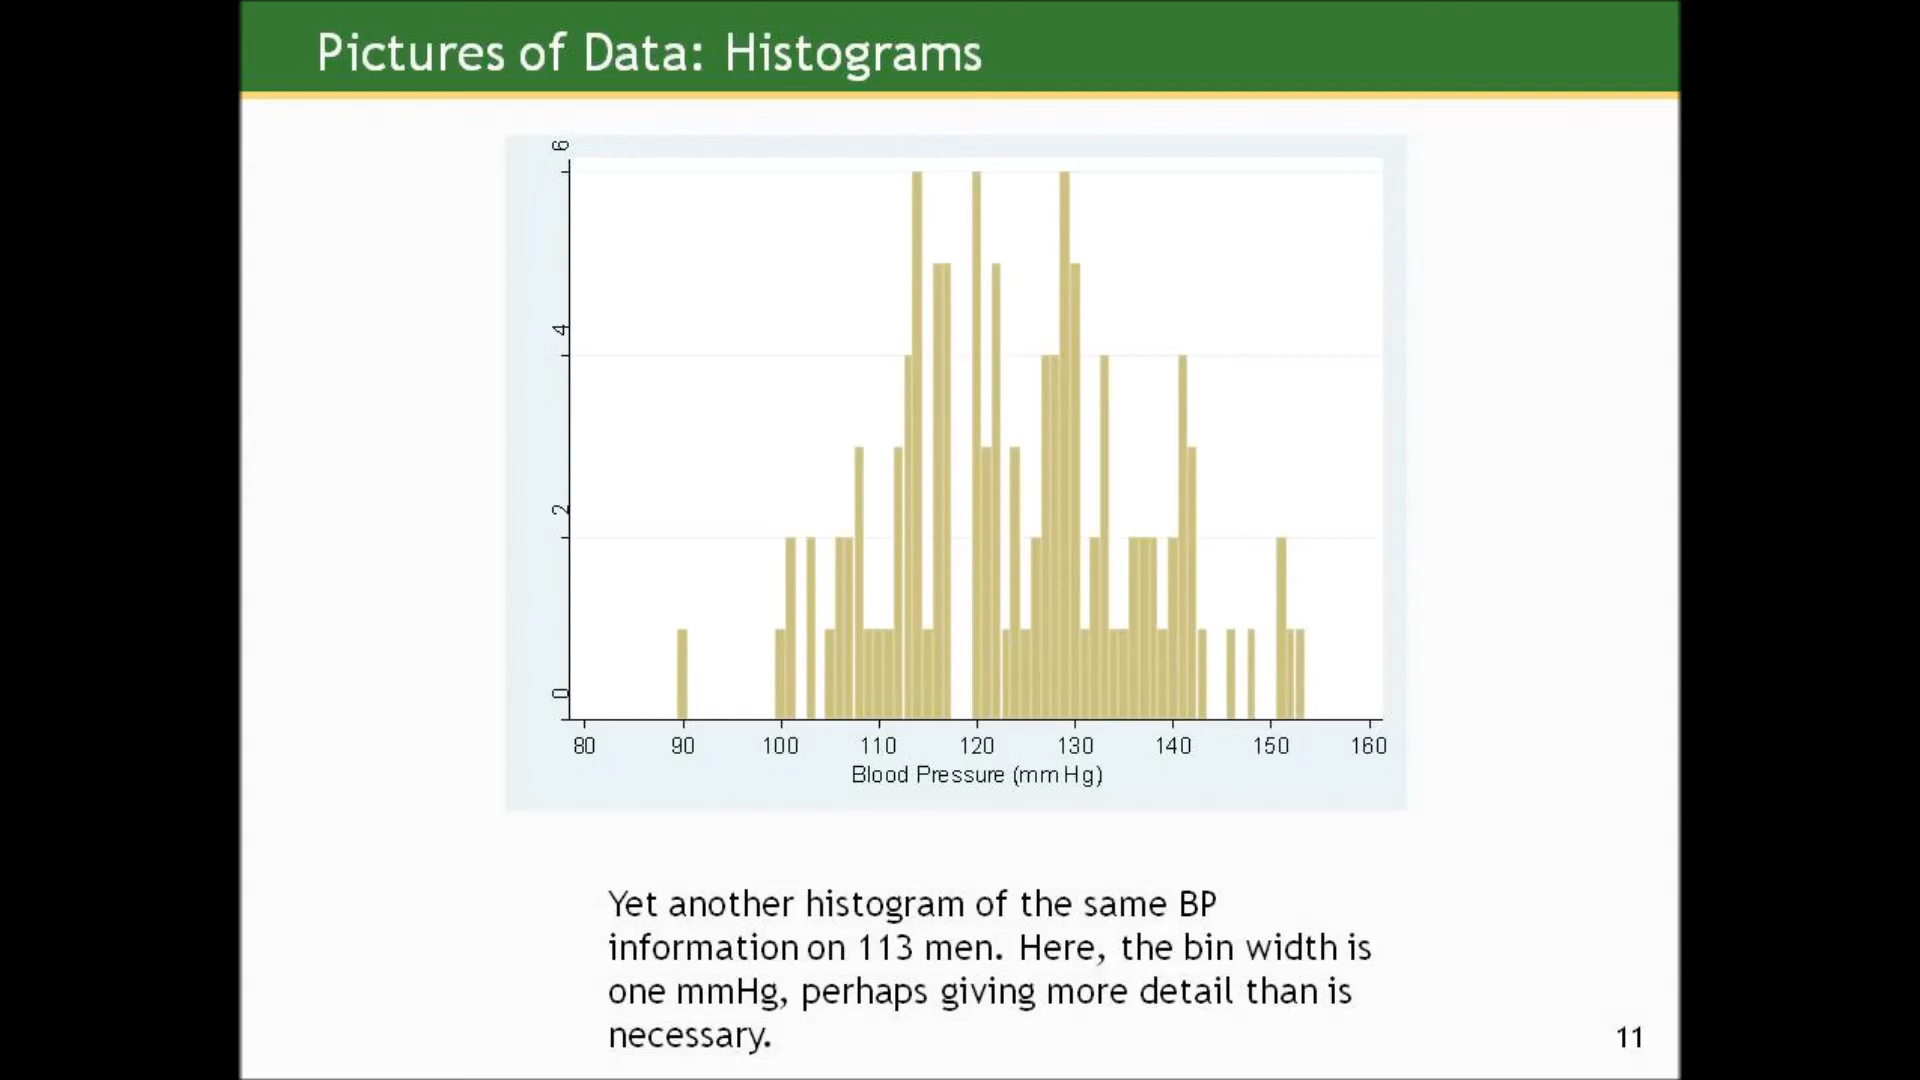 Pictures of Data: Histograms
6
4
2
0
80 90 100 110 120 130 140 150 160
Blood Pressure (mm Hg)
Yet another histogram of the same BP
information on 113 men. Here, the bin width is
one mmHg, perhaps giving more detail than is
necessary.
11